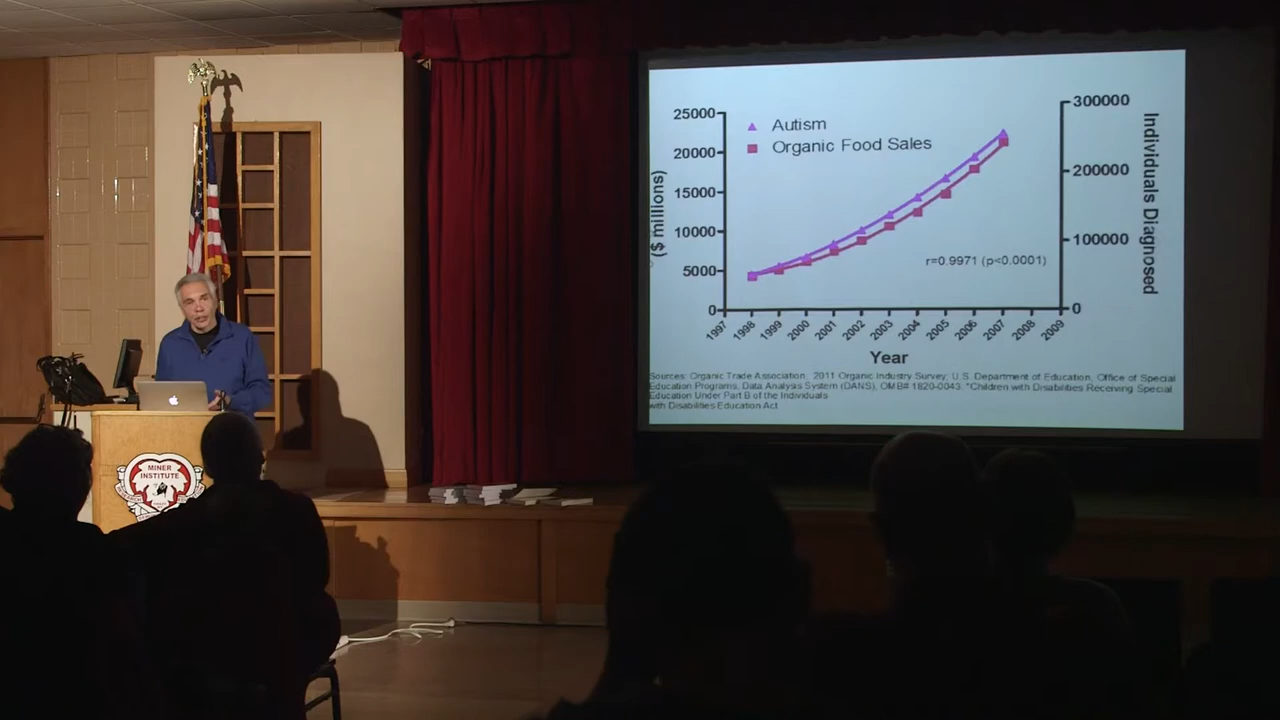 25000
20000
15000
10000
5000
0
($ millions)
Autism
Organic Food Sales
r=0.9971 (p<0.0001)
300000
200000
100000
0
Individuals Diagnosed
1997
1998
1999
2000
2001
2002
2003
2004
2005
2006
2007
2008
2009
Year
Sources: Organic Trade Association. 2011 Organic Industry Survey; U.S. Department of Education, Office of Special
Education Programs, Data Analysis System (DANS), OMB# 1820-0043: "Children with Disabilities Receiving Special
Education Under Part B of the Individuals
with Disabilities Education Act
MINER
INSTITUTE